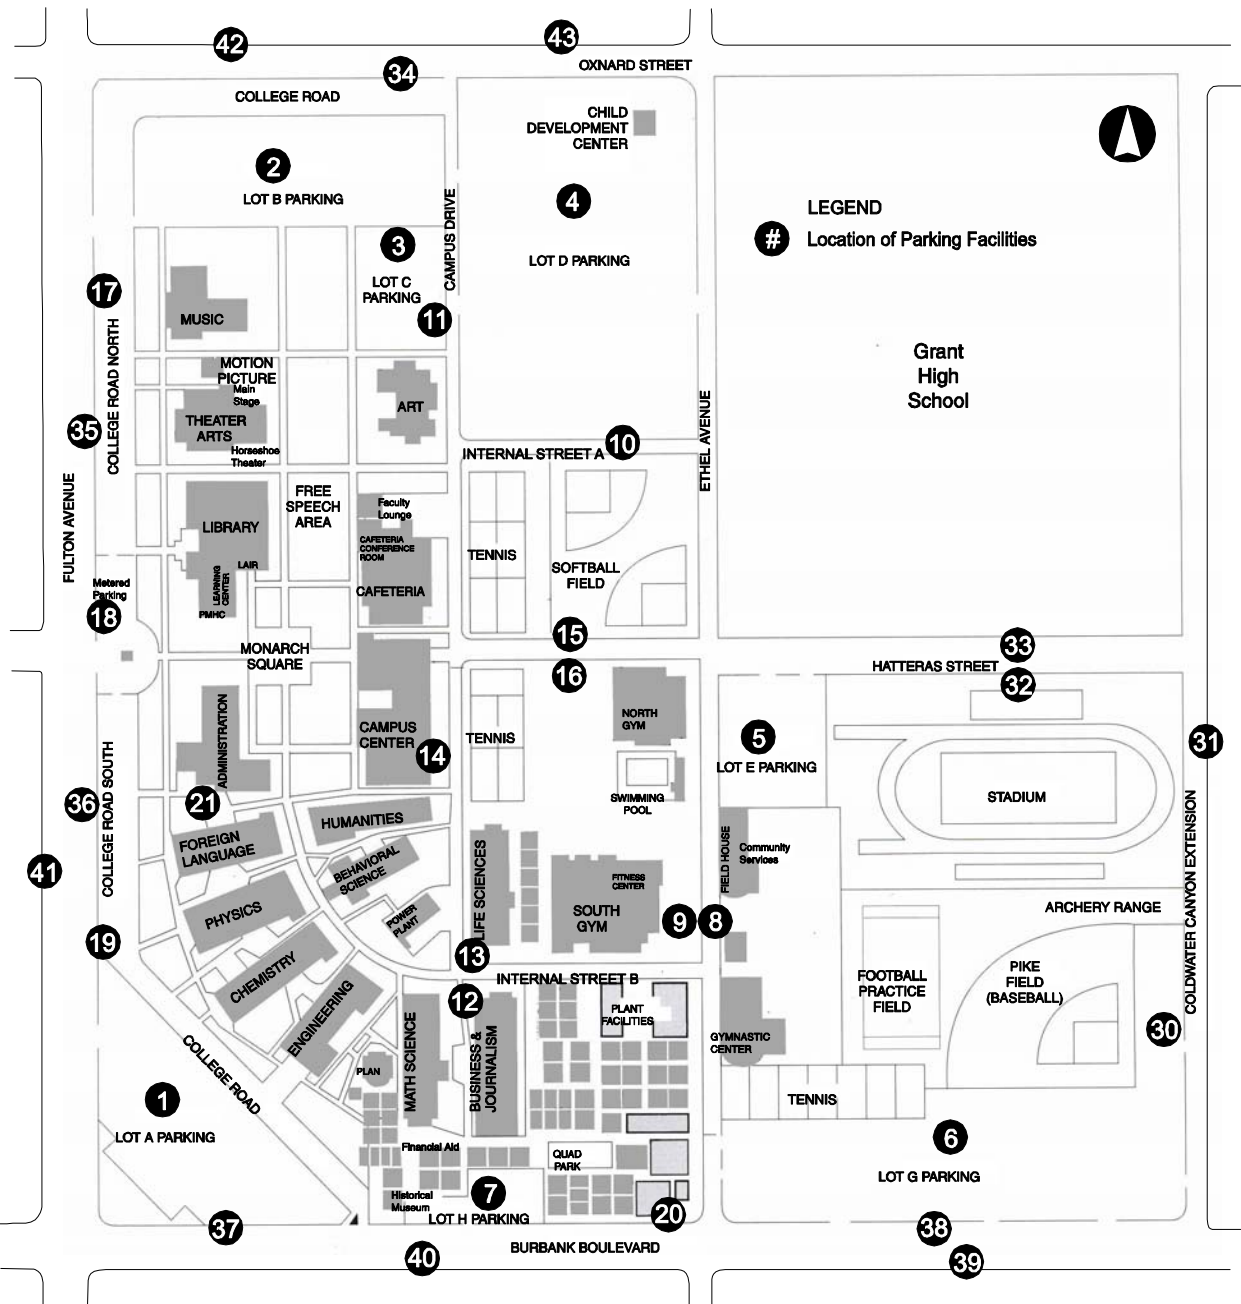 42
43
OXNARD STREET
34
COLLEGE ROAD
CHILD
DEVELOPMENT
CENTER
2
LOT B PARKING
4
LEGEND
# Location of Parking Facilities
CAMPUS DRIVE
3
LOT C
PARKING
LOT D PARKING
17
11
MUSIC
COLLEGE ROAD NORTH
Grant
High
School
MOTION
PICTURE
Main
Stage
THEATER
ARTS
Horseshoe
Theater
ART
35
10
INTERNAL STREET A
ETHEL AVENUE
FULTON AVENUE
FREE
SPEECH
AREA
Faculty
Lounge
LIBRARY
CAFETERIA
CONFERENCE
ROOM
TENNIS
SOFTBALL
FIELD
LAIR
LEARNING
CENTER
PMHC
CAFETERIA
Metered
Parking
18
15
33
MONARCH
SQUARE
HATTERAS STREET
16
32
ADMINISTRATION
NORTH
GYM
CAMPUS
CENTER
14
TENNIS
5
LOT E PARKING
31
COLLEGE ROAD SOUTH
SWIMMING
POOL
STADIUM
36
21
HUMANITIES
FOREIGN
LANGUAGE
BEHAVIORAL
SCIENCE
LIFE SCIENCES
FIELD HOUSE
Community
Services
COLDWATER CANYON EXTENSION
41
FITNESS
CENTER
PHYSICS
POWER
PLANT
SOUTH
GYM
9
8
ARCHERY RANGE
19
13
CHEMISTRY
INTERNAL STREET B
FOOTBALL
PRACTICE
FIELD
PIKE
FIELD
(BASEBALL)
12
ENGINEERING
PLANT
FACILITIES
30
COLLEGE ROAD
MATH SCIENCE
BUSINESS &
JOURNALISM
GYMNASTIC
CENTER
PLAN
1
TENNIS
LOT A PARKING
6
Financial Aid
QUAD
PARK
LOT G PARKING
7
Historical
Museum
LOT H PARKING
20
37
38
BURBANK BOULEVARD
40
39